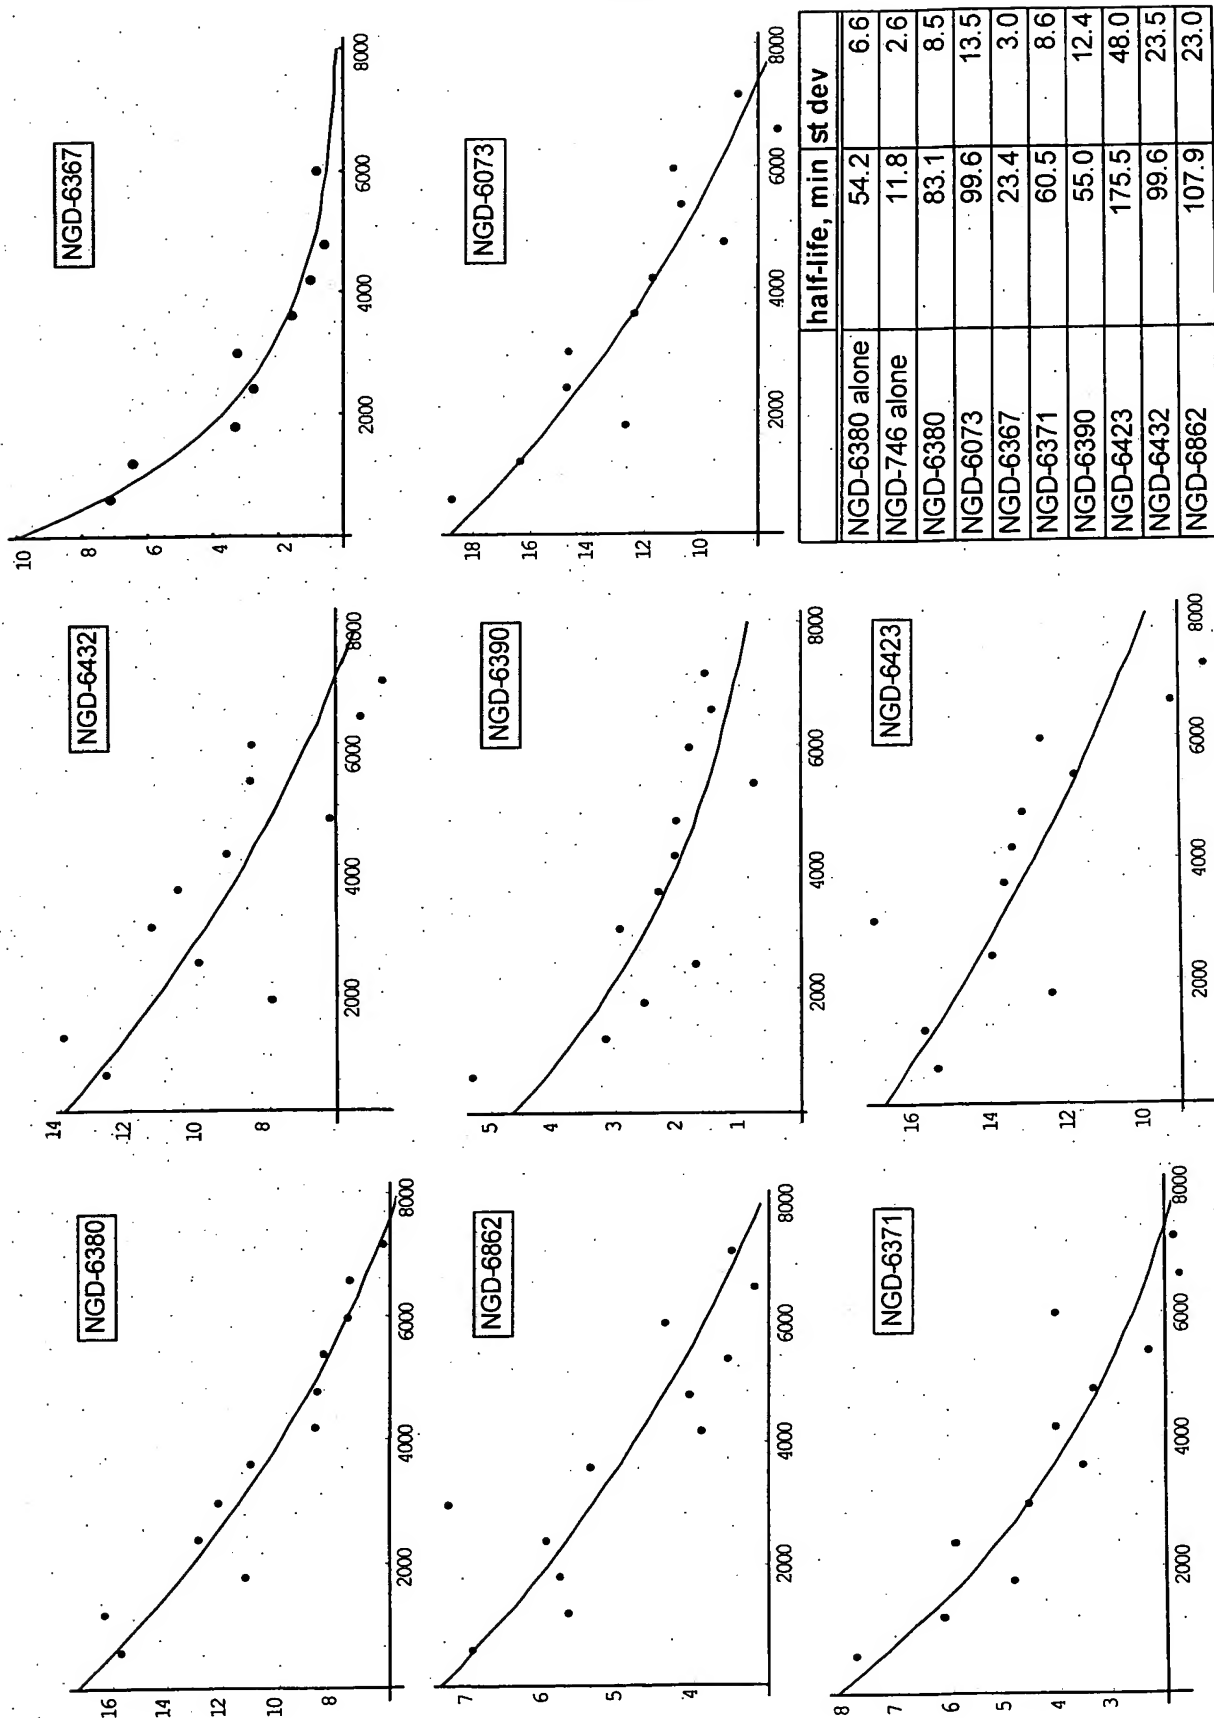 NGD-6380
16
14
12
10
8
2000 4000 6000 8000
NGD-6432
14
12
10
8
2000 4000 6000 8000
NGD-6367
10
8
6
4
2
2000 4000 6000 8000
NGD-6862
7
6
5
4
2000 4000 6000 8000
NGD-6390
5
4
3
2
1
2000 4000 6000 8000
NGD-6073
18
16
14
12
10
2000 4000 6000 8000
NGD-6371
8
7
6
5
4
3
2000 4000 6000 8000
NGD-6423
16
14
12
10
2000 4000 6000 8000
half-life, min st dev
NGD-6380 alone 54.2 6.6
NGD-746 alone 11.8 2.6
NGD-6380 83.1 8.5
NGD-6073 99.6 13.5
NGD-6367 23.4 3.0
NGD-6371 60.5 8.6
NGD-6390 55.0 12.4
NGD-6423 175.5 48.0
NGD-6432 99.6 23.5
NGD-6862 107.9 23.0